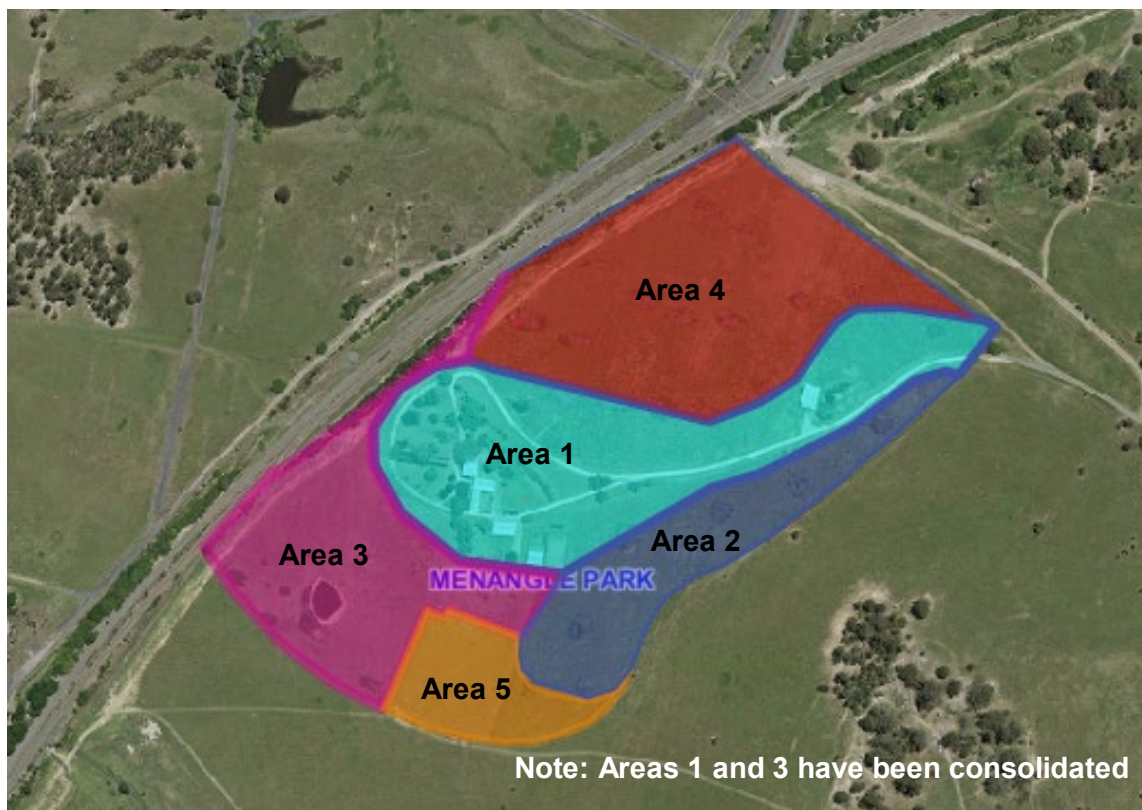 Area 4
Area 1
Area 2
Area 3
MENANGLE PARK
Area 5
Note: Areas 1 and 3 have been consolidated